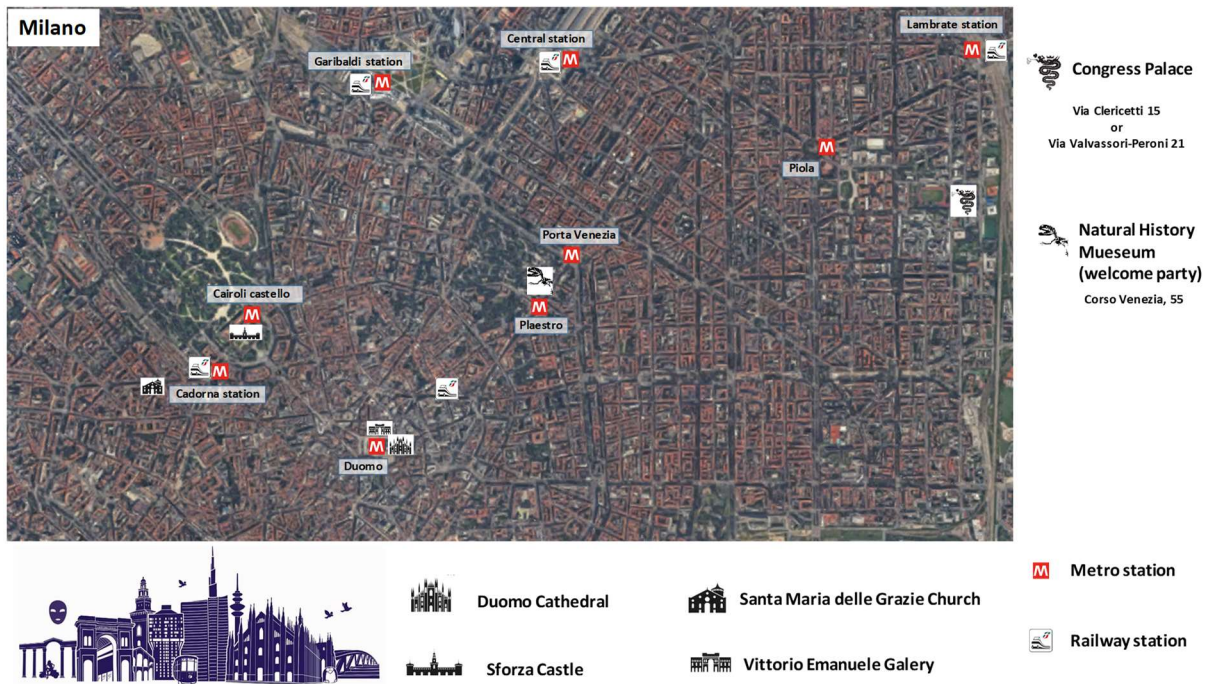 Milano
Lambrate station
Central station
Garibaldi station
M
M
M
M
Piola
Porta Venezia
M
Cairoli castello
M
M
Plaestro
M
Cadorna station
M
Duomo
Congress Palace
Via Clericetti 15
or
Via Valvassori-Peroni 21
Natural History
Mueseum
(welcome party)
Corso Venezia, 55
M Metro station
Railway station
Duomo Cathedral
Santa Maria delle Grazie Church
Sforza Castle
Vittorio Emanuele Galery